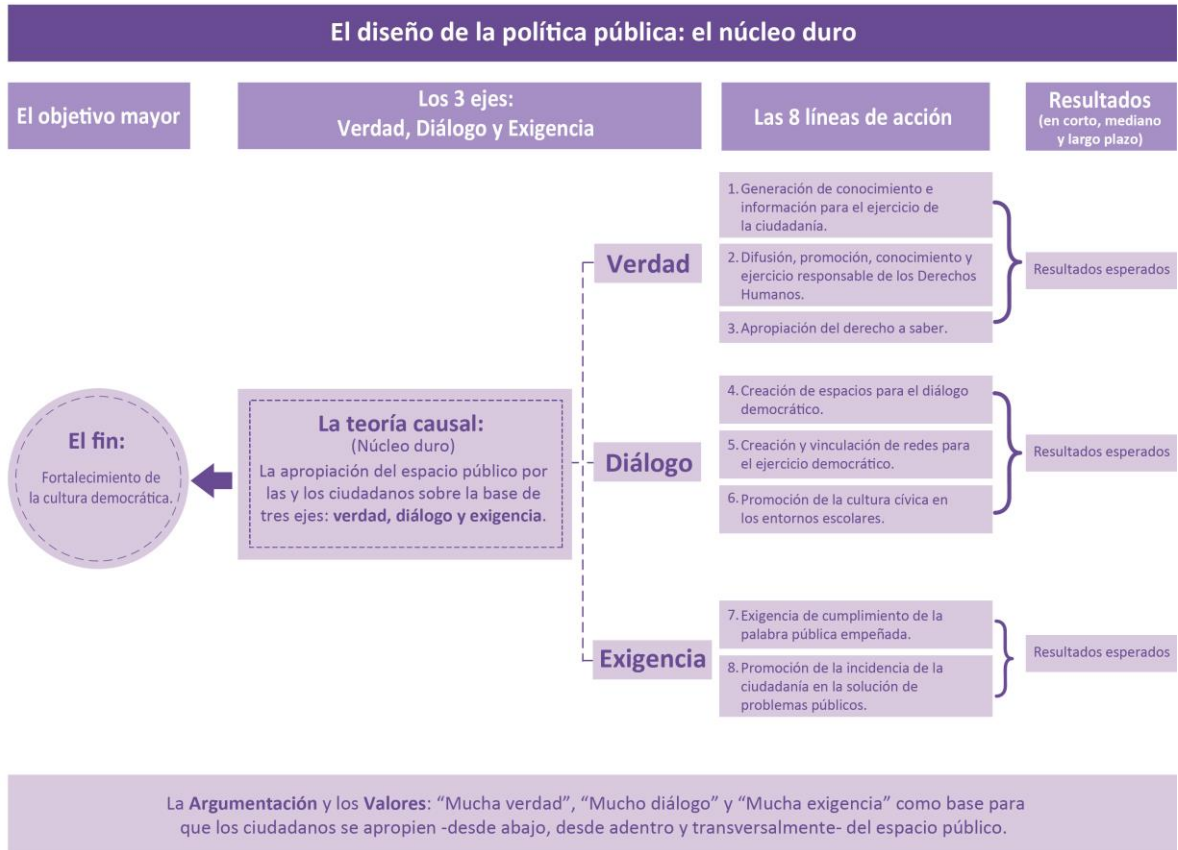 El diseño de la política pública: el núcleo duro
El objetivo mayor
Los 3 ejes:
Verdad, Diálogo y Exigencia
Las 8 líneas de acción
Resultados
(en corto, mediano
y largo plazo)
El fin:
Fortalecimiento de
la cultura democrática.
La teoría causal:
(Núcleo duro)
La apropiación del espacio público por
las y los ciudadanos sobre la base de
tres ejes: verdad, diálogo y exigencia.
Verdad
1. Generación de conocimiento e
información para el ejercicio de
la ciudadanía.
2. Difusión, promoción, conocimiento y
ejercicio responsable de los Derechos
Humanos.
3. Apropiación del derecho a saber.
Resultados esperados
Diálogo
4. Creación de espacios para el diálogo
democrático.
5. Creación y vinculación de redes para
el ejercicio democrático.
6. Promoción de la cultura cívica en
los entornos escolares.
Resultados esperados
Exigencia
7. Exigencia de cumplimiento de la
palabra pública empeñada.
8. Promoción de la incidencia de la
ciudadanía en la solución de
problemas públicos.
Resultados esperados
La Argumentación y los Valores: “Mucha verdad”, “Mucho diálogo” y “Mucha exigencia” como base para
que los ciudadanos se apropien -desde abajo, desde adentro y transversalmente- del espacio público.